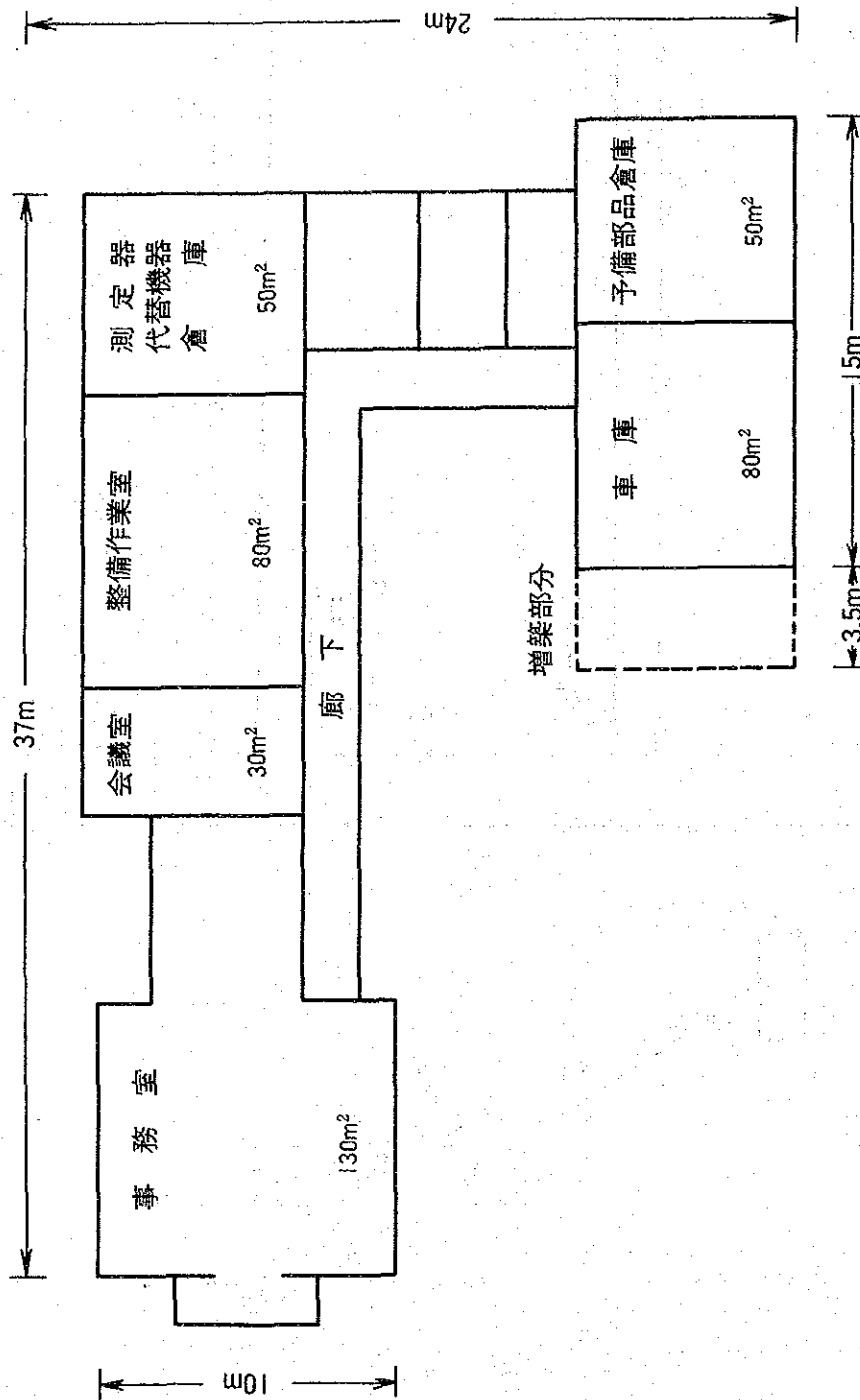 37m
24m
10m
事務室
130m²
会議室
30m²
整備作業室
80m²
測定器
代替機器
倉庫
50m²
廊下
増築部分
車庫
80m²
予備部品倉庫
50m²
3.5m
15m